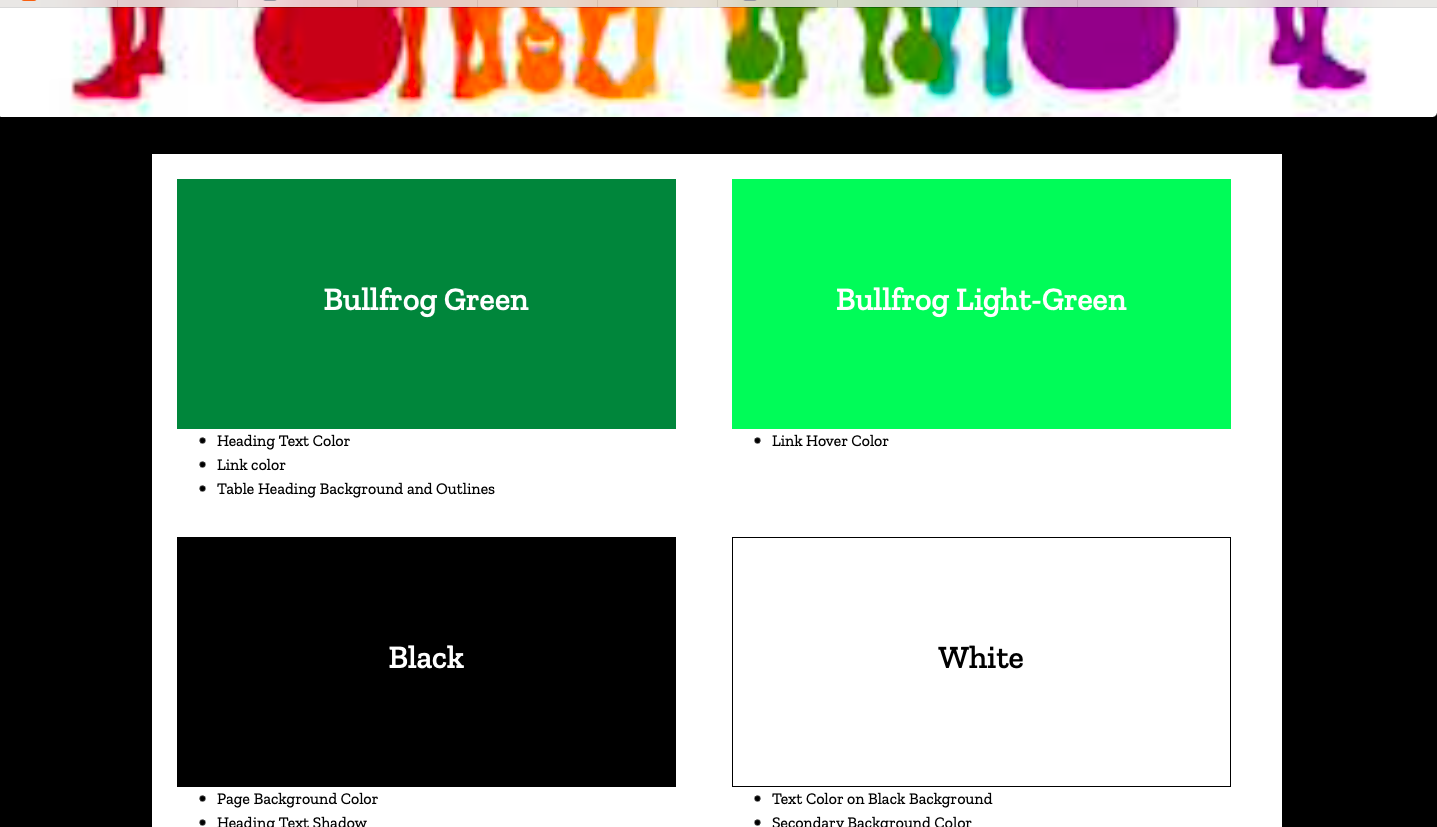 Bullfrog Green
Bullfrog Light-Green
Heading Text Color
Link color
Table Heading Background and Outlines
Link Hover Color
Black
White
Page Background Color
Heading Text Shadow
Text Color on Black Background
Secondary Background Color